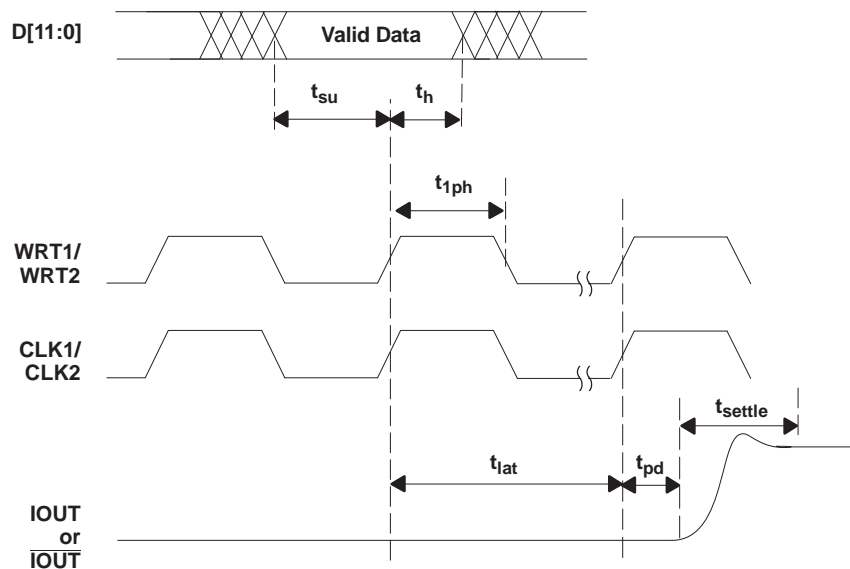 D[11:0]
Valid Data
tsu
th
t1ph
WRT1/
WRT2
CLK1/
CLK2
tsettle
tlat
tpd
IOUT
or
IOUT